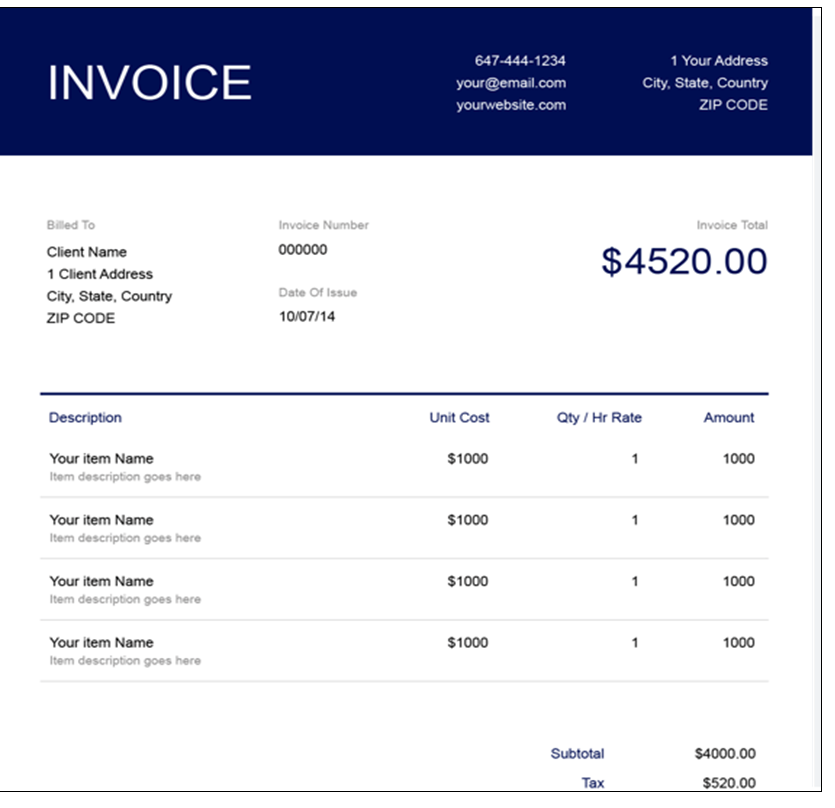 INVOICE
647-444-1234
your@email.com
yourwebsite.com
1 Your Address
City, State, Country
ZIP CODE
Billed To
Client Name
1 Client Address
City, State, Country
ZIP CODE
Invoice Number
000000
Date Of Issue
10/07/14
Invoice Total
$4520.00
Description Unit Cost Qty / Hr Rate Amount
Your item Name $1000 1 1000
Item description goes here
Your item Name $1000 1 1000
Item description goes here
Your item Name $1000 1 1000
Item description goes here
Your item Name $1000 1 1000
Item description goes here
Subtotal $4000.00
Tax $520.00